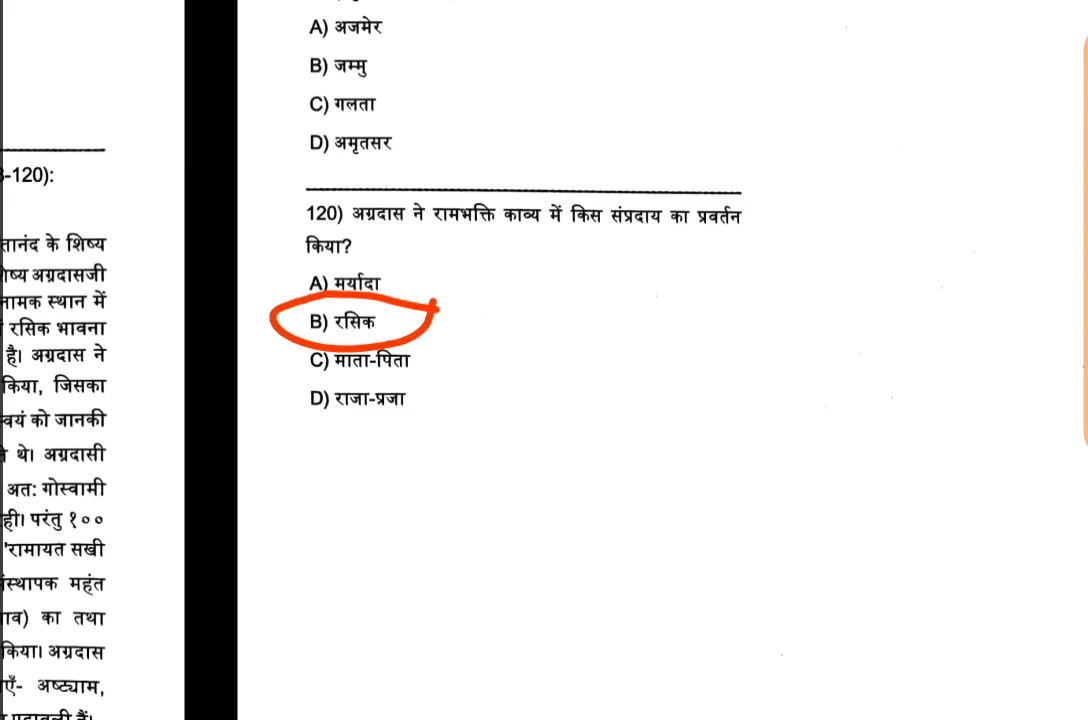 -120):
तानंद के शिष्य
अग्रदासजी
नामक स्थान में
रसिक भावना
है। अग्रदास ने
किया, जिसका
को जानकी
थे। अग्रदासी
अत: गोस्वामी
परंतु १००
'रामायत सखी
महंत
का तथा
किया। अग्रदास
अष्टयाम,
A) अजमेर
B) जम्मु
C) गलता
D) अमृतसर
120) अग्रदास ने रामभक्ति काव्य में किस संप्रदाय का प्रवर्तन
किया?
A) मर्यादा
B) रसिक
C) माता-पिता
D) राजा-प्रजा